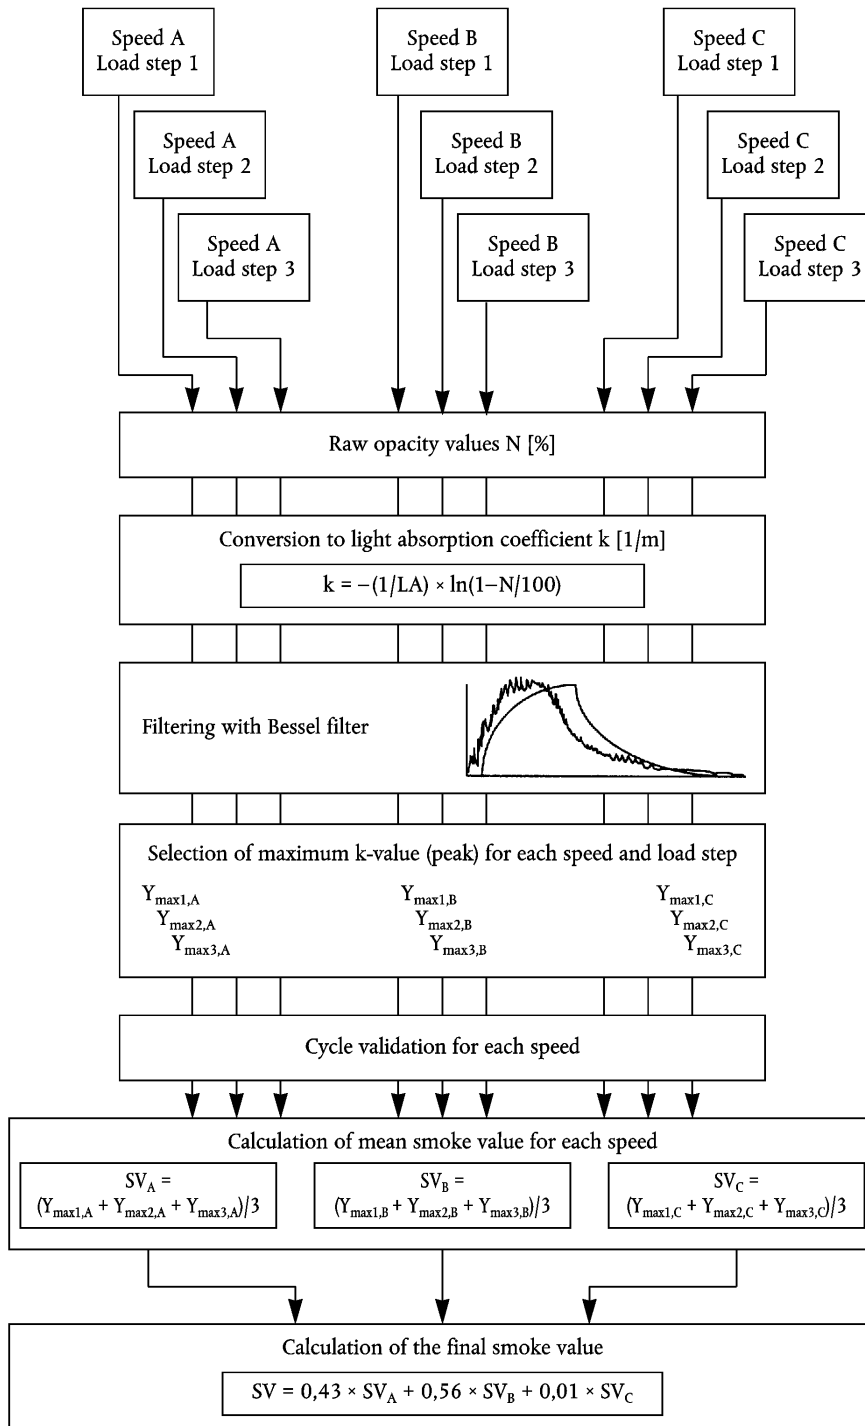 Speed A
Load step 1
Speed B
Load step 1
Speed C
Load step 1
Speed A
Load step 2
Speed B
Load step 2
Speed C
Load step 2
Speed A
Load step 3
Speed B
Load step 3
Speed C
Load step 3
Raw opacity values N [%]
Conversion to light absorption coefficient k [1/m]
k = −(1/LA) × ln(1−N/100)
Filtering with Bessel filter
Selection of maximum k-value (peak) for each speed and load step
Ymax1,A Ymax1,B Ymax1,C
Ymax2,A Ymax2,B Ymax2,C
Ymax3,A Ymax3,B Ymax3,C
Cycle validation for each speed
Calculation of mean smoke value for each speed
SVA =
(Ymax1,A + Ymax2,A + Ymax3,A)/3
SVB =
(Ymax1,B + Ymax2,B + Ymax3,B)/3
SVC =
(Ymax1,C + Ymax2,C + Ymax3,C)/3
Calculation of the final smoke value
SV = 0,43 × SVA + 0,56 × SVB + 0,01 × SVC